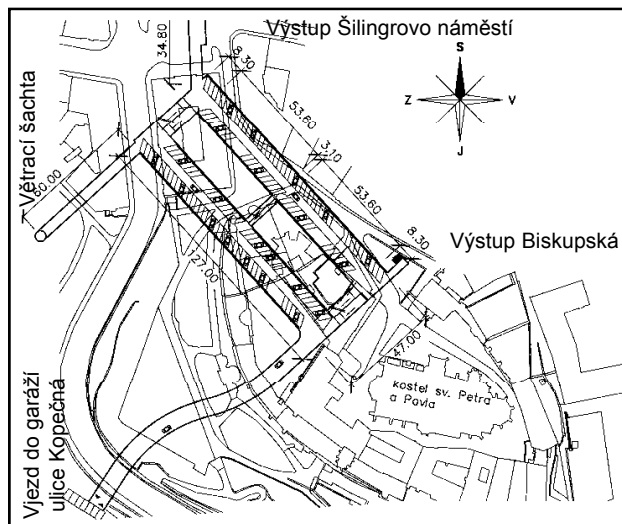 Výstup Šilingrovo náměstí
34.80
8.30
S
Z
V
J
53.60
3.10
53.60
8.30
Větrací šachta
60.00
Výstup Biskupská
127.00
47.00
kostel sv. Petra
a Pavla
Vjezd do garáží
ulice Kopečná